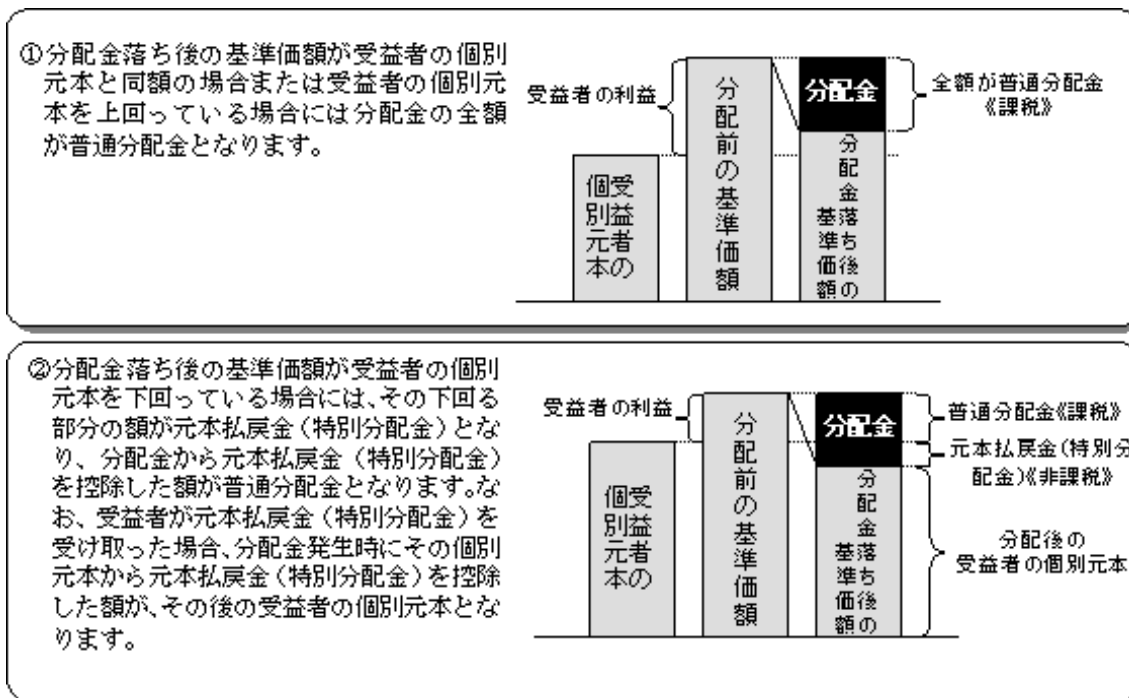 ①分配金落ち後の基準価額が受益者の個別
元本と同額の場合または受益者の個別元
本を上回っている場合には分配金の全額
が普通分配金となります。
受益者の利益
受益者の
個別元本
分配前の基準価額
分配金
分配金落ち後の
基準価額
全額が普通分配金
《課税》
②分配金落ち後の基準価額が受益者の個別
元本を下回っている場合には、その下回る
部分の額が元本払戻金(特別分配金)とな
り、分配金から元本払戻金(特別分配金)
を控除した額が普通分配金となります。な
お、受益者が元本払戻金(特別分配金)を
受け取った場合、分配金発生時にその個別
元本から元本払戻金(特別分配金)を控除
した額が、その後の受益者の個別元本とな
ります。
受益者の利益
受益者の
個別元本
分配前の基準価額
分配金
分配金落ち後の
基準価額
普通分配金《課税》
元本払戻金(特別分
配金)《非課税》
分配後の
受益者の個別元本